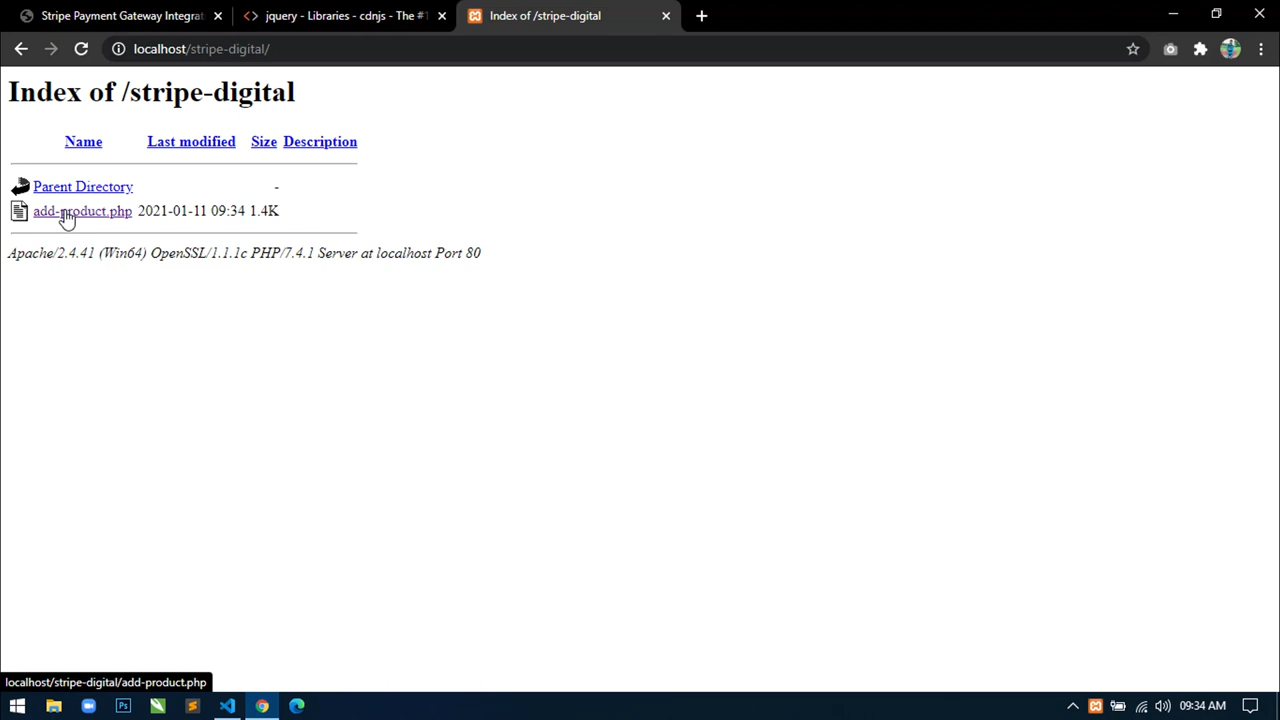 Stripe Payment Gateway Integrat
jquery - Libraries - cdnjs - The #1
Index of /stripe-digital
localhost/stripe-digital/
Index of /stripe-digital
Name Last modified Size Description
Parent Directory -
add-product.php 2021-01-11 09:34 1.4K
Apache/2.4.41 (Win64) OpenSSL/1.1.1c PHP/7.4.1 Server at localhost Port 80
localhost/stripe-digital/add-product.php
Ps
09:34 AM